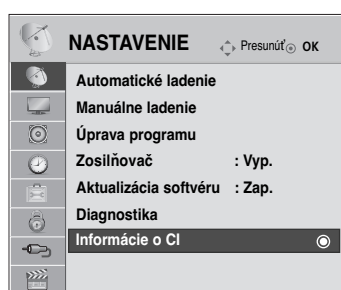 NASTAVENIE Presunúť OK
Automatické ladenie
Manuálne ladenie
Úprava programu
Zosilňovač : Vyp.
Aktualizácia softvéru : Zap.
Diagnostika
Informácie o CI